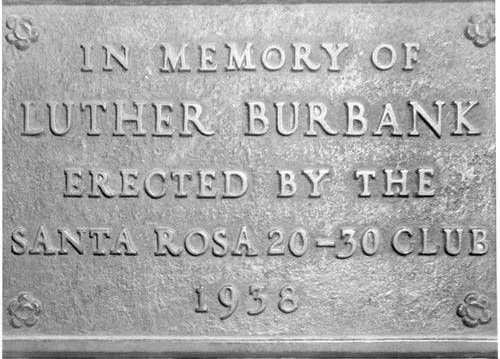 IN MEMORY OF
LUTHER BURBANK
ERECTED BY THE
SANTA ROSA 20-30 CLUB
1938